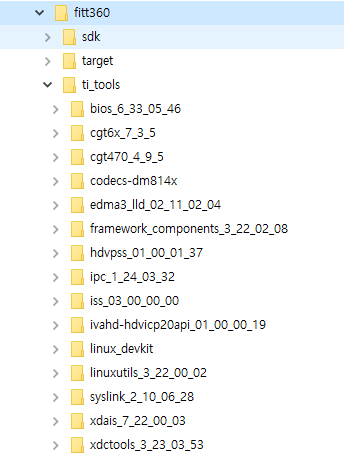 fitt360
sdk
target
ti_tools
bios_6_33_05_46
cgt6x_7_3_5
cgt470_4_9_5
codecs-dm814x
edma3_lld_02_11_02_04
framework_components_3_22_02_08
hdvpss_01_00_01_37
ipc_1_24_03_32
iss_03_00_00_00
ivahd-hdvicp20api_01_00_00_19
linux_devkit
linuxutils_3_22_00_02
syslink_2_10_06_28
xdais_7_22_00_03
xdctools_3_23_03_53